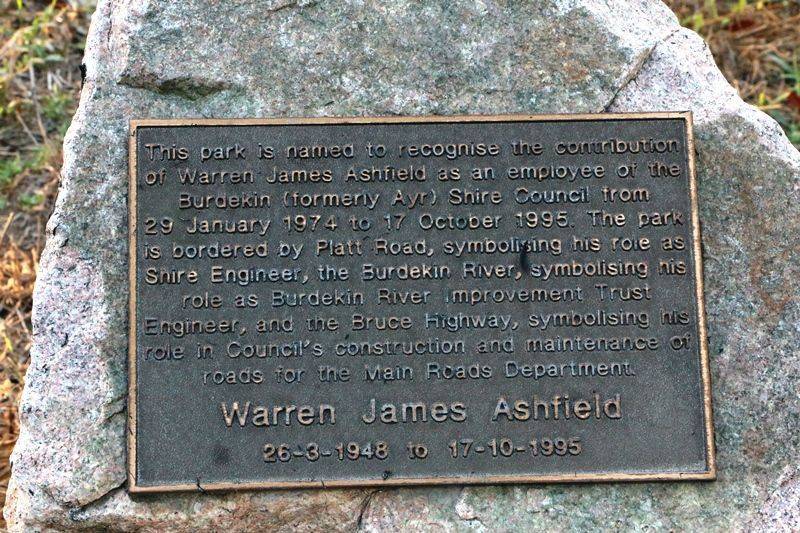 This park is named to recognise the contribution
of Warren James Ashfield as an employee of the
Burdekin (formerly Ayr) Shire Council from
29 January 1974 to 17 October 1995. The park
is bordered by Platt Road, symbolising his role as
Shire Engineer, the Burdekin River, symbolising his
role as Burdekin River Improvement Trust
Engineer, and the Bruce Highway, symbolising his
role in Council's construction and maintenance of
roads for the Main Roads Department.
Warren James Ashfield
26-3-1948 to 17-10-1995